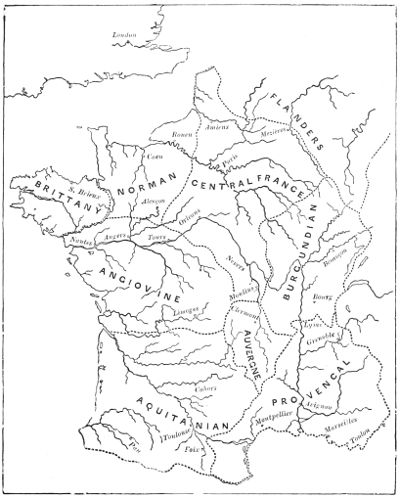 London
FLANDERS
Amiens
Mezieres
Rouen
Caen
Paris
NORMAN
CENTRAL FRANCE
S. Brieux
BRITTANY
Alençon
Orleans
Nantes
Angers
Tours
BURGUNDIAN
Besançon
ANGIOVINE
Nevers
Moulins
Bourg
Limoges
Clermont
Lyons
Grenoble
AUVERGNE
Cahors
PROVENCAL
Avignon
AQUITANIAN
Montpellier
Marseilles
Toulon
Toulouse
Pau
Foix